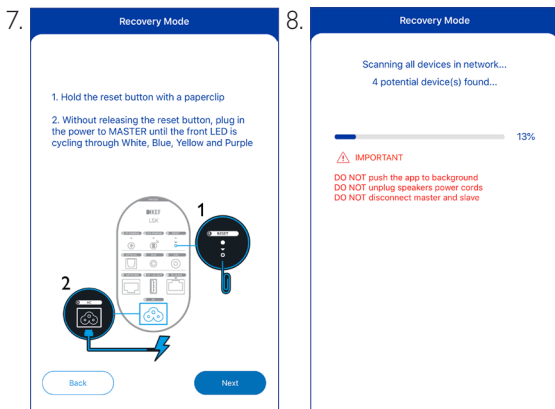 7.
Recovery Mode
1. Hold the reset button with a paperclip
2. Without releasing the reset button, plug in
the power to MASTER until the front LED is
cycling through White, Blue, Yellow and Purple
KEF
LSX
1
RESET
2
AC
Back
Next
8.
Recovery Mode
Scanning all devices in network...
4 potential device(s) found...
13%
IMPORTANT
DO NOT push the app to background
DO NOT unplug speakers power cords
DO NOT disconnect master and slave